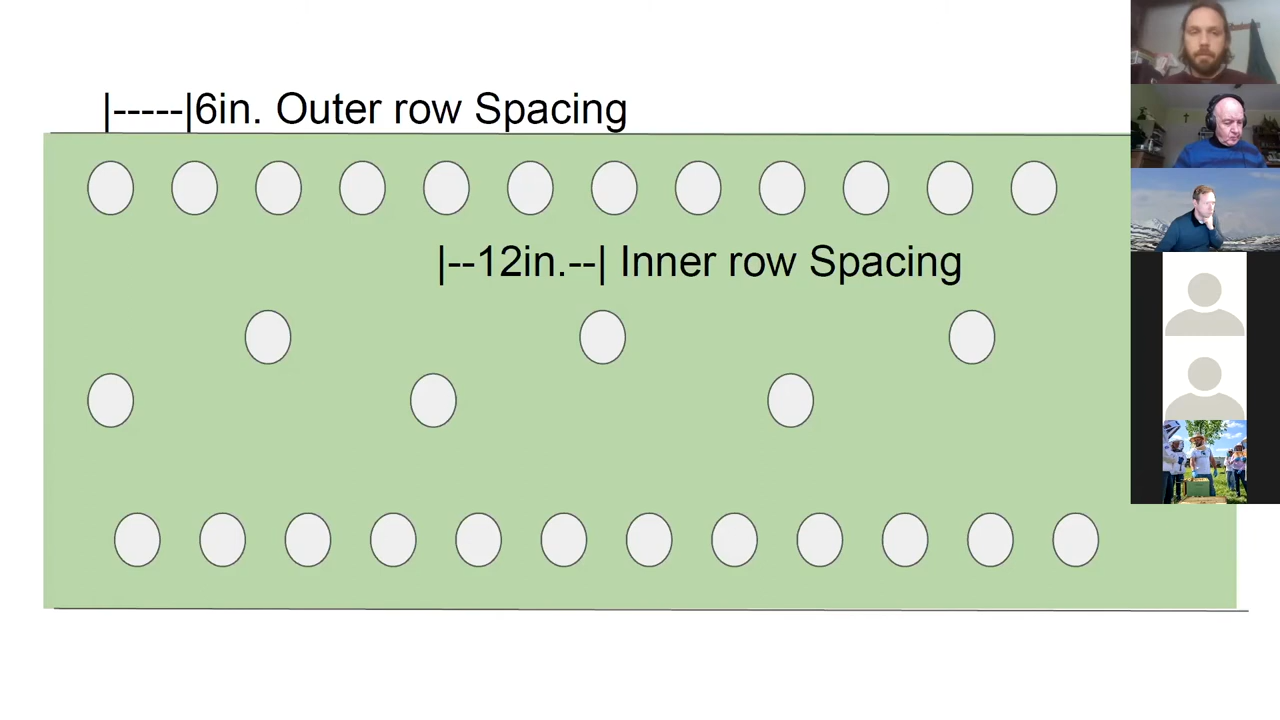 |-----|6in. Outer row Spacing
|--12in.--| Inner row Spacing